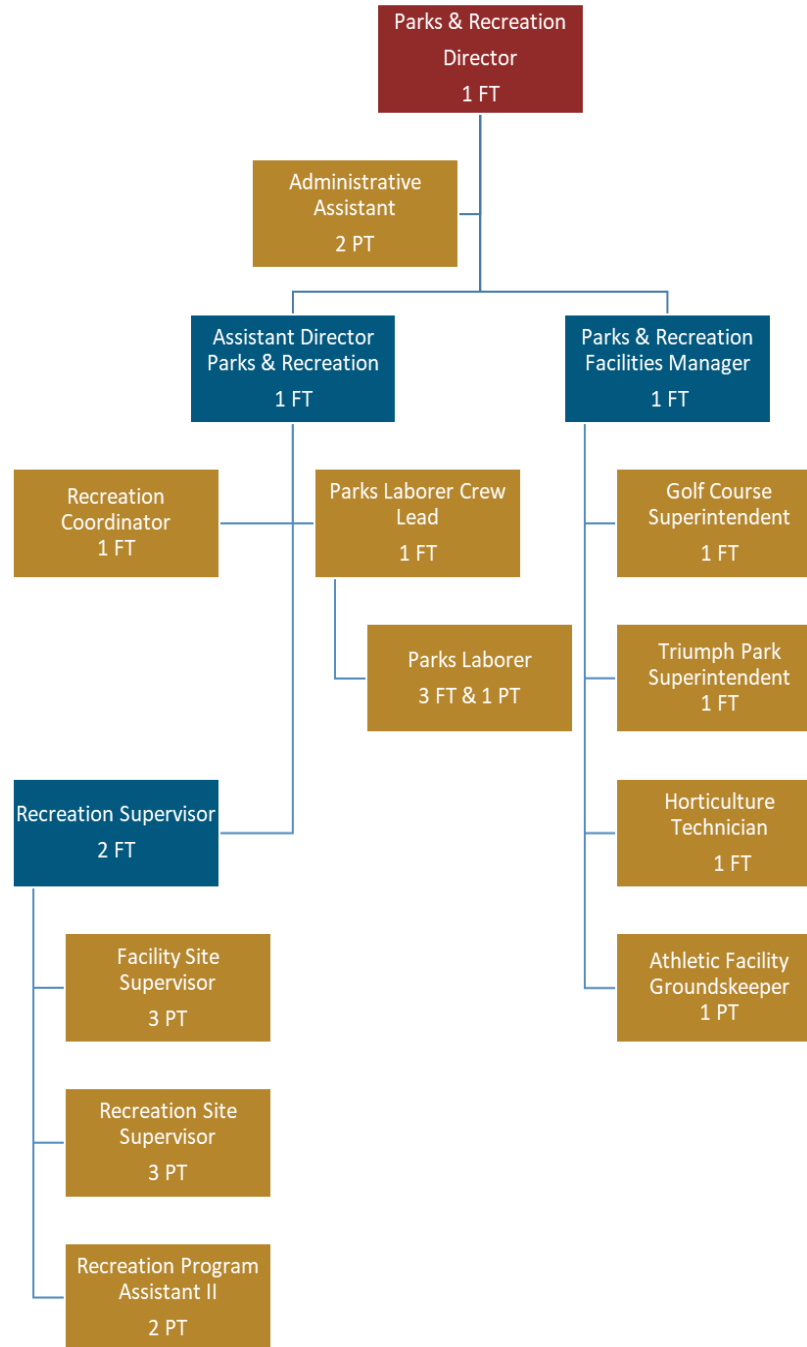 Parks & Recreation
Director
1 FT
Administrative
Assistant
2 PT
Assistant Director
Parks & Recreation
1 FT
Parks & Recreation
Facilities Manager
1 FT
Recreation
Coordinator
1 FT
Parks Laborer Crew
Lead
1 FT
Golf Course
Superintendent
1 FT
Parks Laborer
3 FT & 1 PT
Triumph Park
Superintendent
1 FT
Recreation Supervisor
2 FT
Horticulture
Technician
1 FT
Facility Site
Supervisor
3 PT
Athletic Facility
Groundskeeper
1 PT
Recreation Site
Supervisor
3 PT
Recreation Program
Assistant II
2 PT